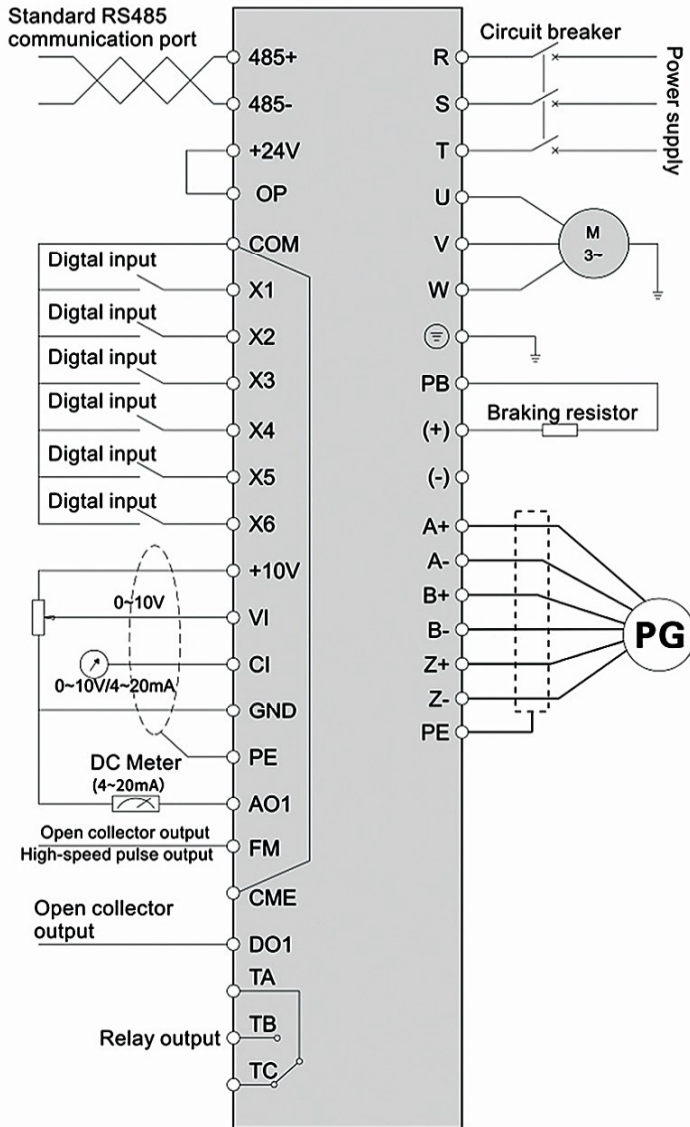 Standard RS485
communication port
485+
485-
+24V
OP
COM
Digtal input
X1
Digtal input
X2
Digtal input
X3
Digtal input
X4
Digtal input
X5
Digtal input
X6
+10V
0~10V
VI
CI
0~10V/4~20mA
GND
PE
DC Meter
(4~20mA)
AO1
Open collector output
High-speed pulse output
FM
CME
Open collector
output
DO1
TA
Relay output
TB
TC
Circuit breaker
Power supply
R
S
T
U
V
W
M
3~
PB
Braking resistor
(+)
(-)
A+
A-
B+
B-
Z+
Z-
PE
PG